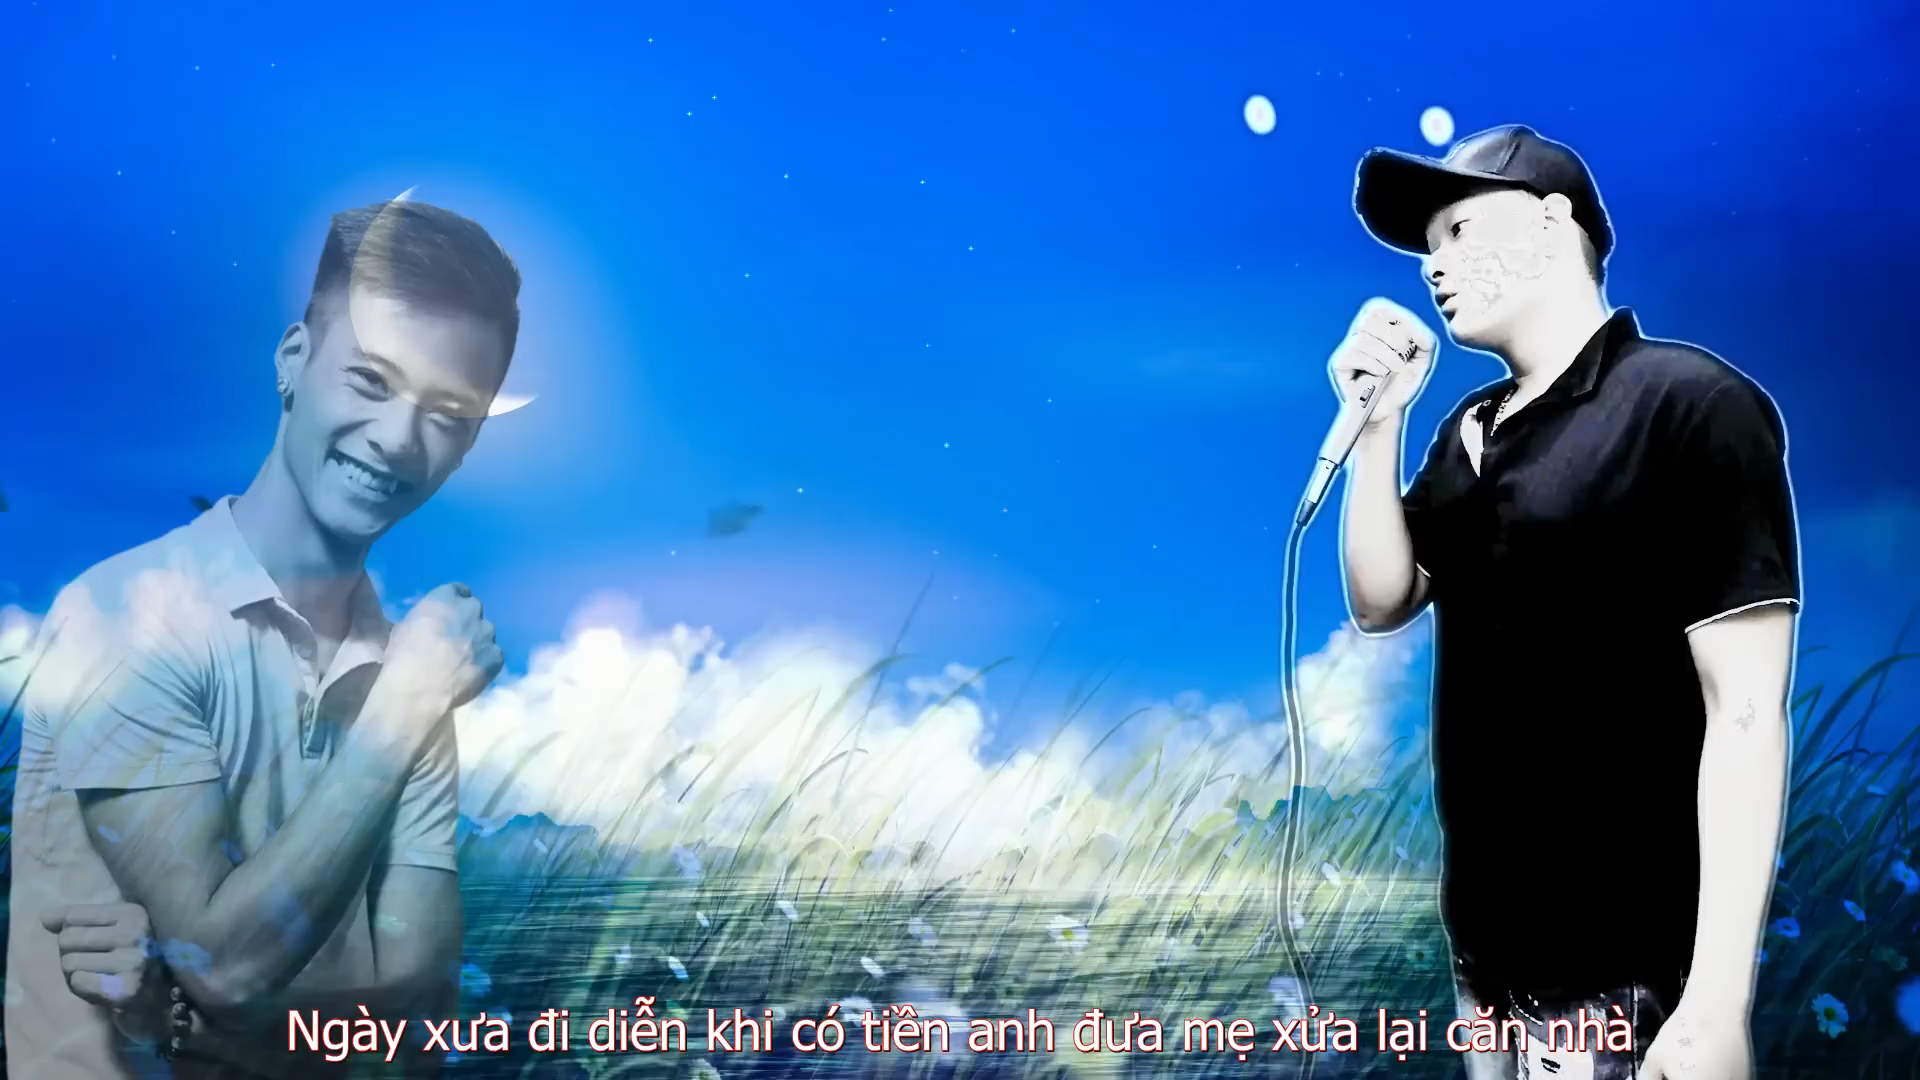 Ngày xưa đi diễn khi có tiền anh đưa mẹ xửa lại căn nhà